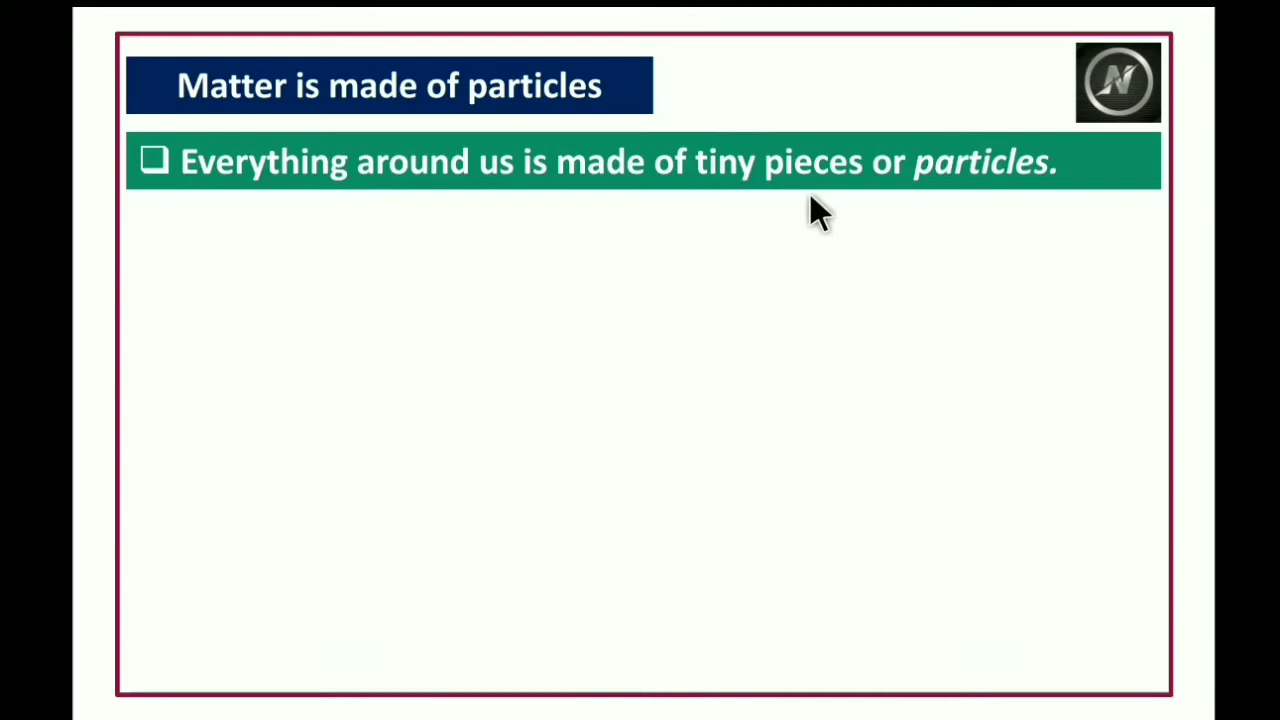 Matter is made of particles
N
❑ Everything around us is made of tiny pieces or particles.